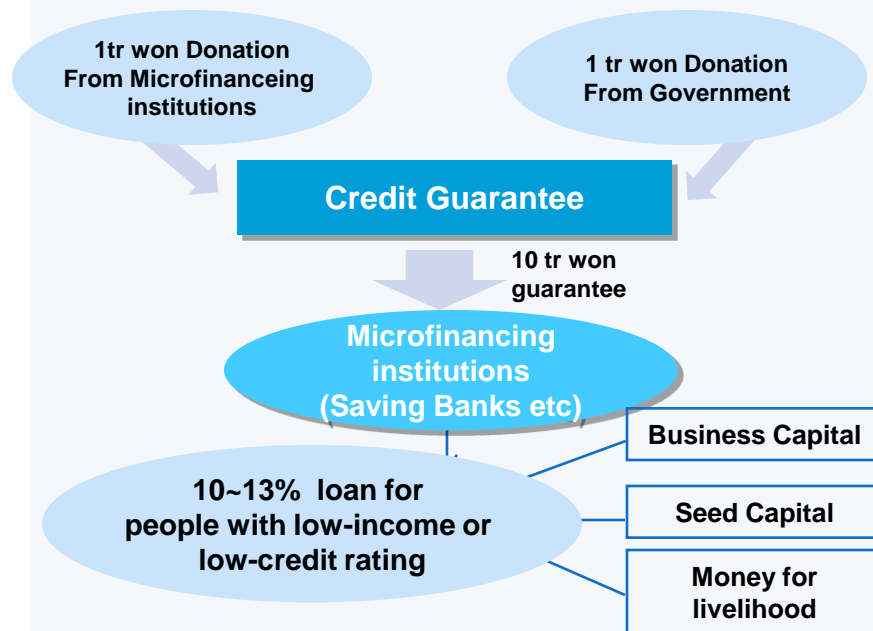 1tr won Donation
From Microfinanceing
institutions
1 tr won Donation
From Government
Credit Guarantee
10 tr won
guarantee
Microfinancing
institutions
(Saving Banks etc)
10~13% loan for
people with low-income or
low-credit rating
Business Capital
Seed Capital
Money for
livelihood